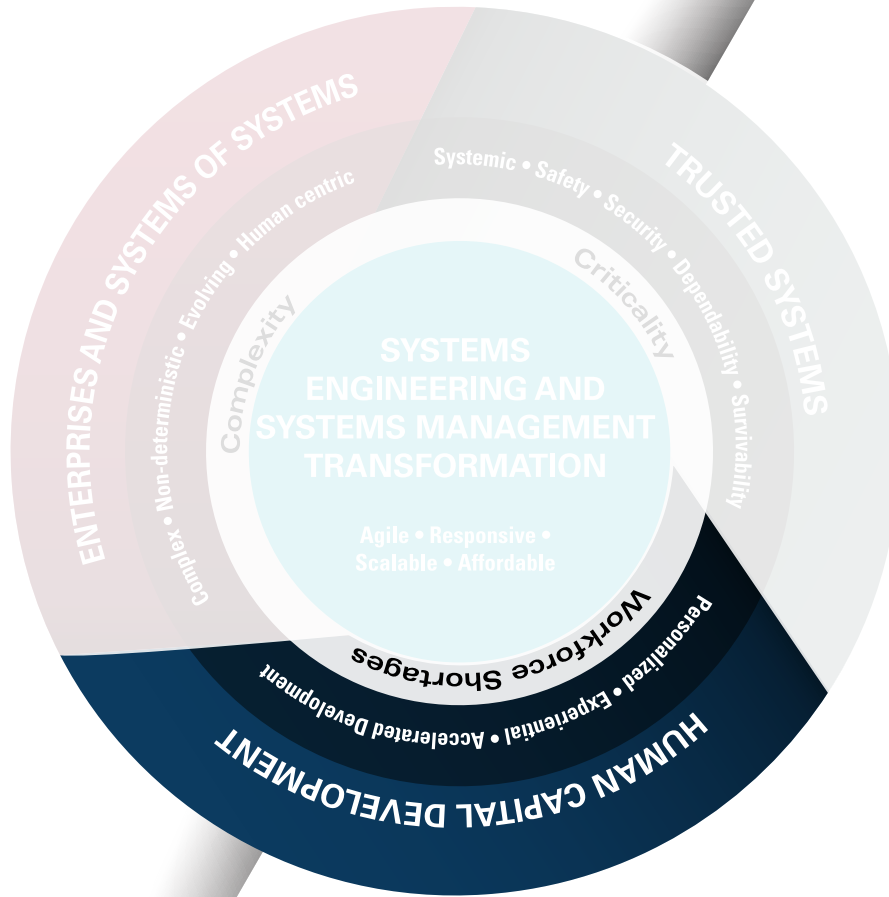 ENTERPRISES AND SYSTEMS OF SYSTEMS
Complex • Non-deterministic • Evolving • Human centric
Complexity
TRUSTED SYSTEMS
Systemic • Safety • Security • Dependability • Survivability
Criticality
SYSTEMS
ENGINEERING AND
SYSTEMS MANAGEMENT
TRANSFORMATION
Agile • Responsive •
Scalable • Affordable
Workforce Shortages
Personalized • Experiential • Accelerated Development
HUMAN CAPITAL DEVELOPMENT